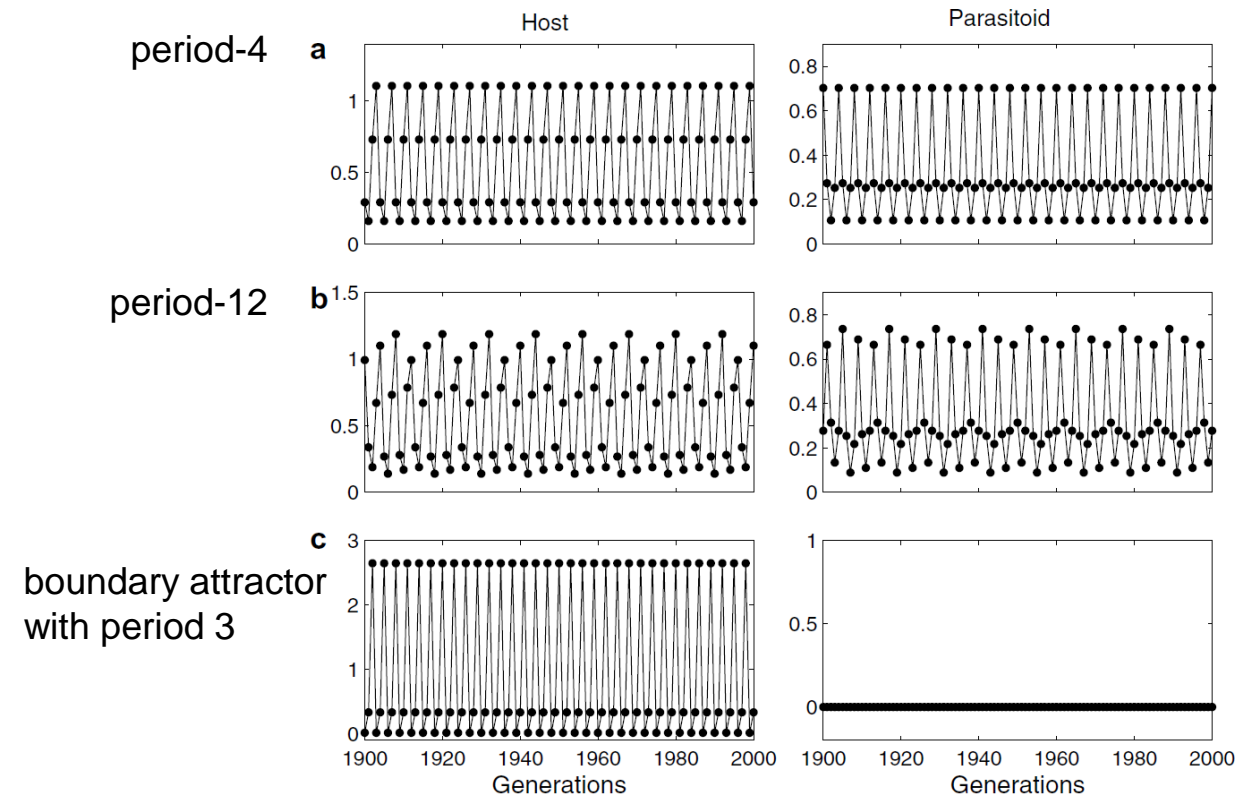 Host
Parasitoid
period-4
a
1
0.5
0
0.8
0.6
0.4
0.2
0
period-12
b
1.5
1
0.5
0
0.8
0.6
0.4
0.2
0
boundary attractor
with period 3
c
3
2
1
0
1
0.5
0
1900 1920 1940 1960 1980 2000
1900 1920 1940 1960 1980 2000
Generations
Generations